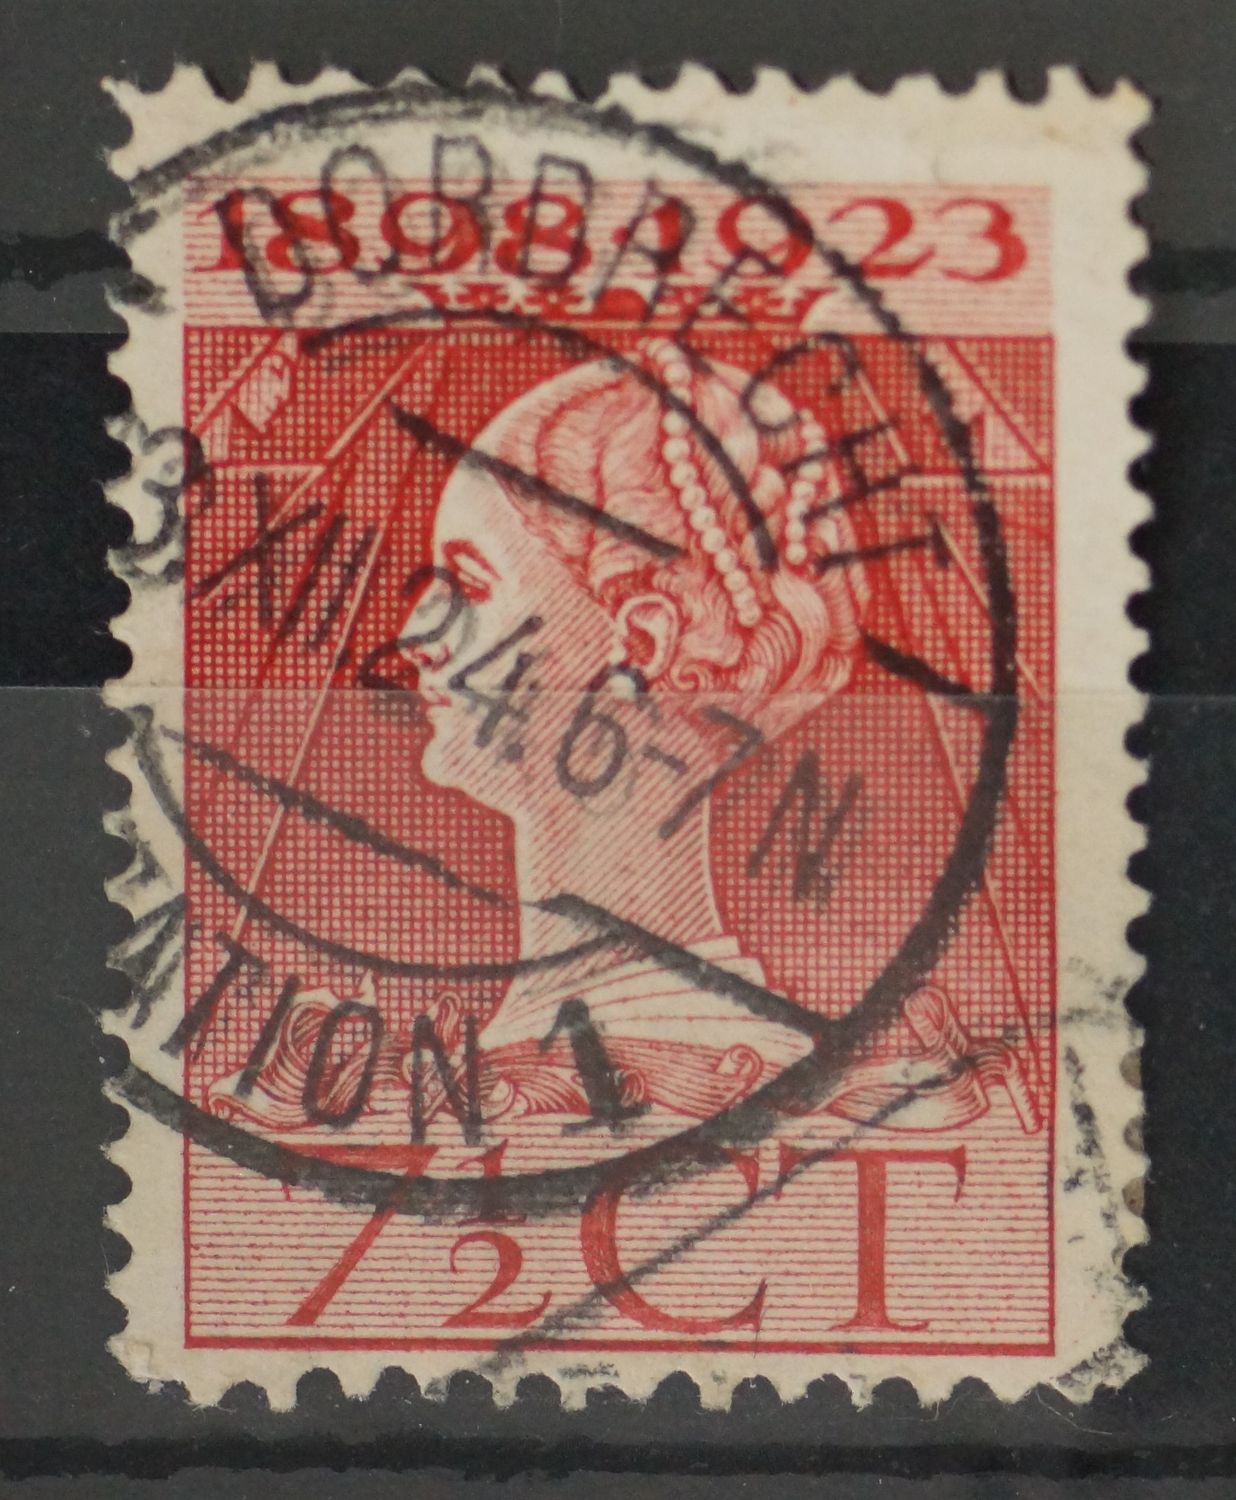 1898-1923
DORDRECHT
3 XII.24.6-7N
STATION 1
7½ CT